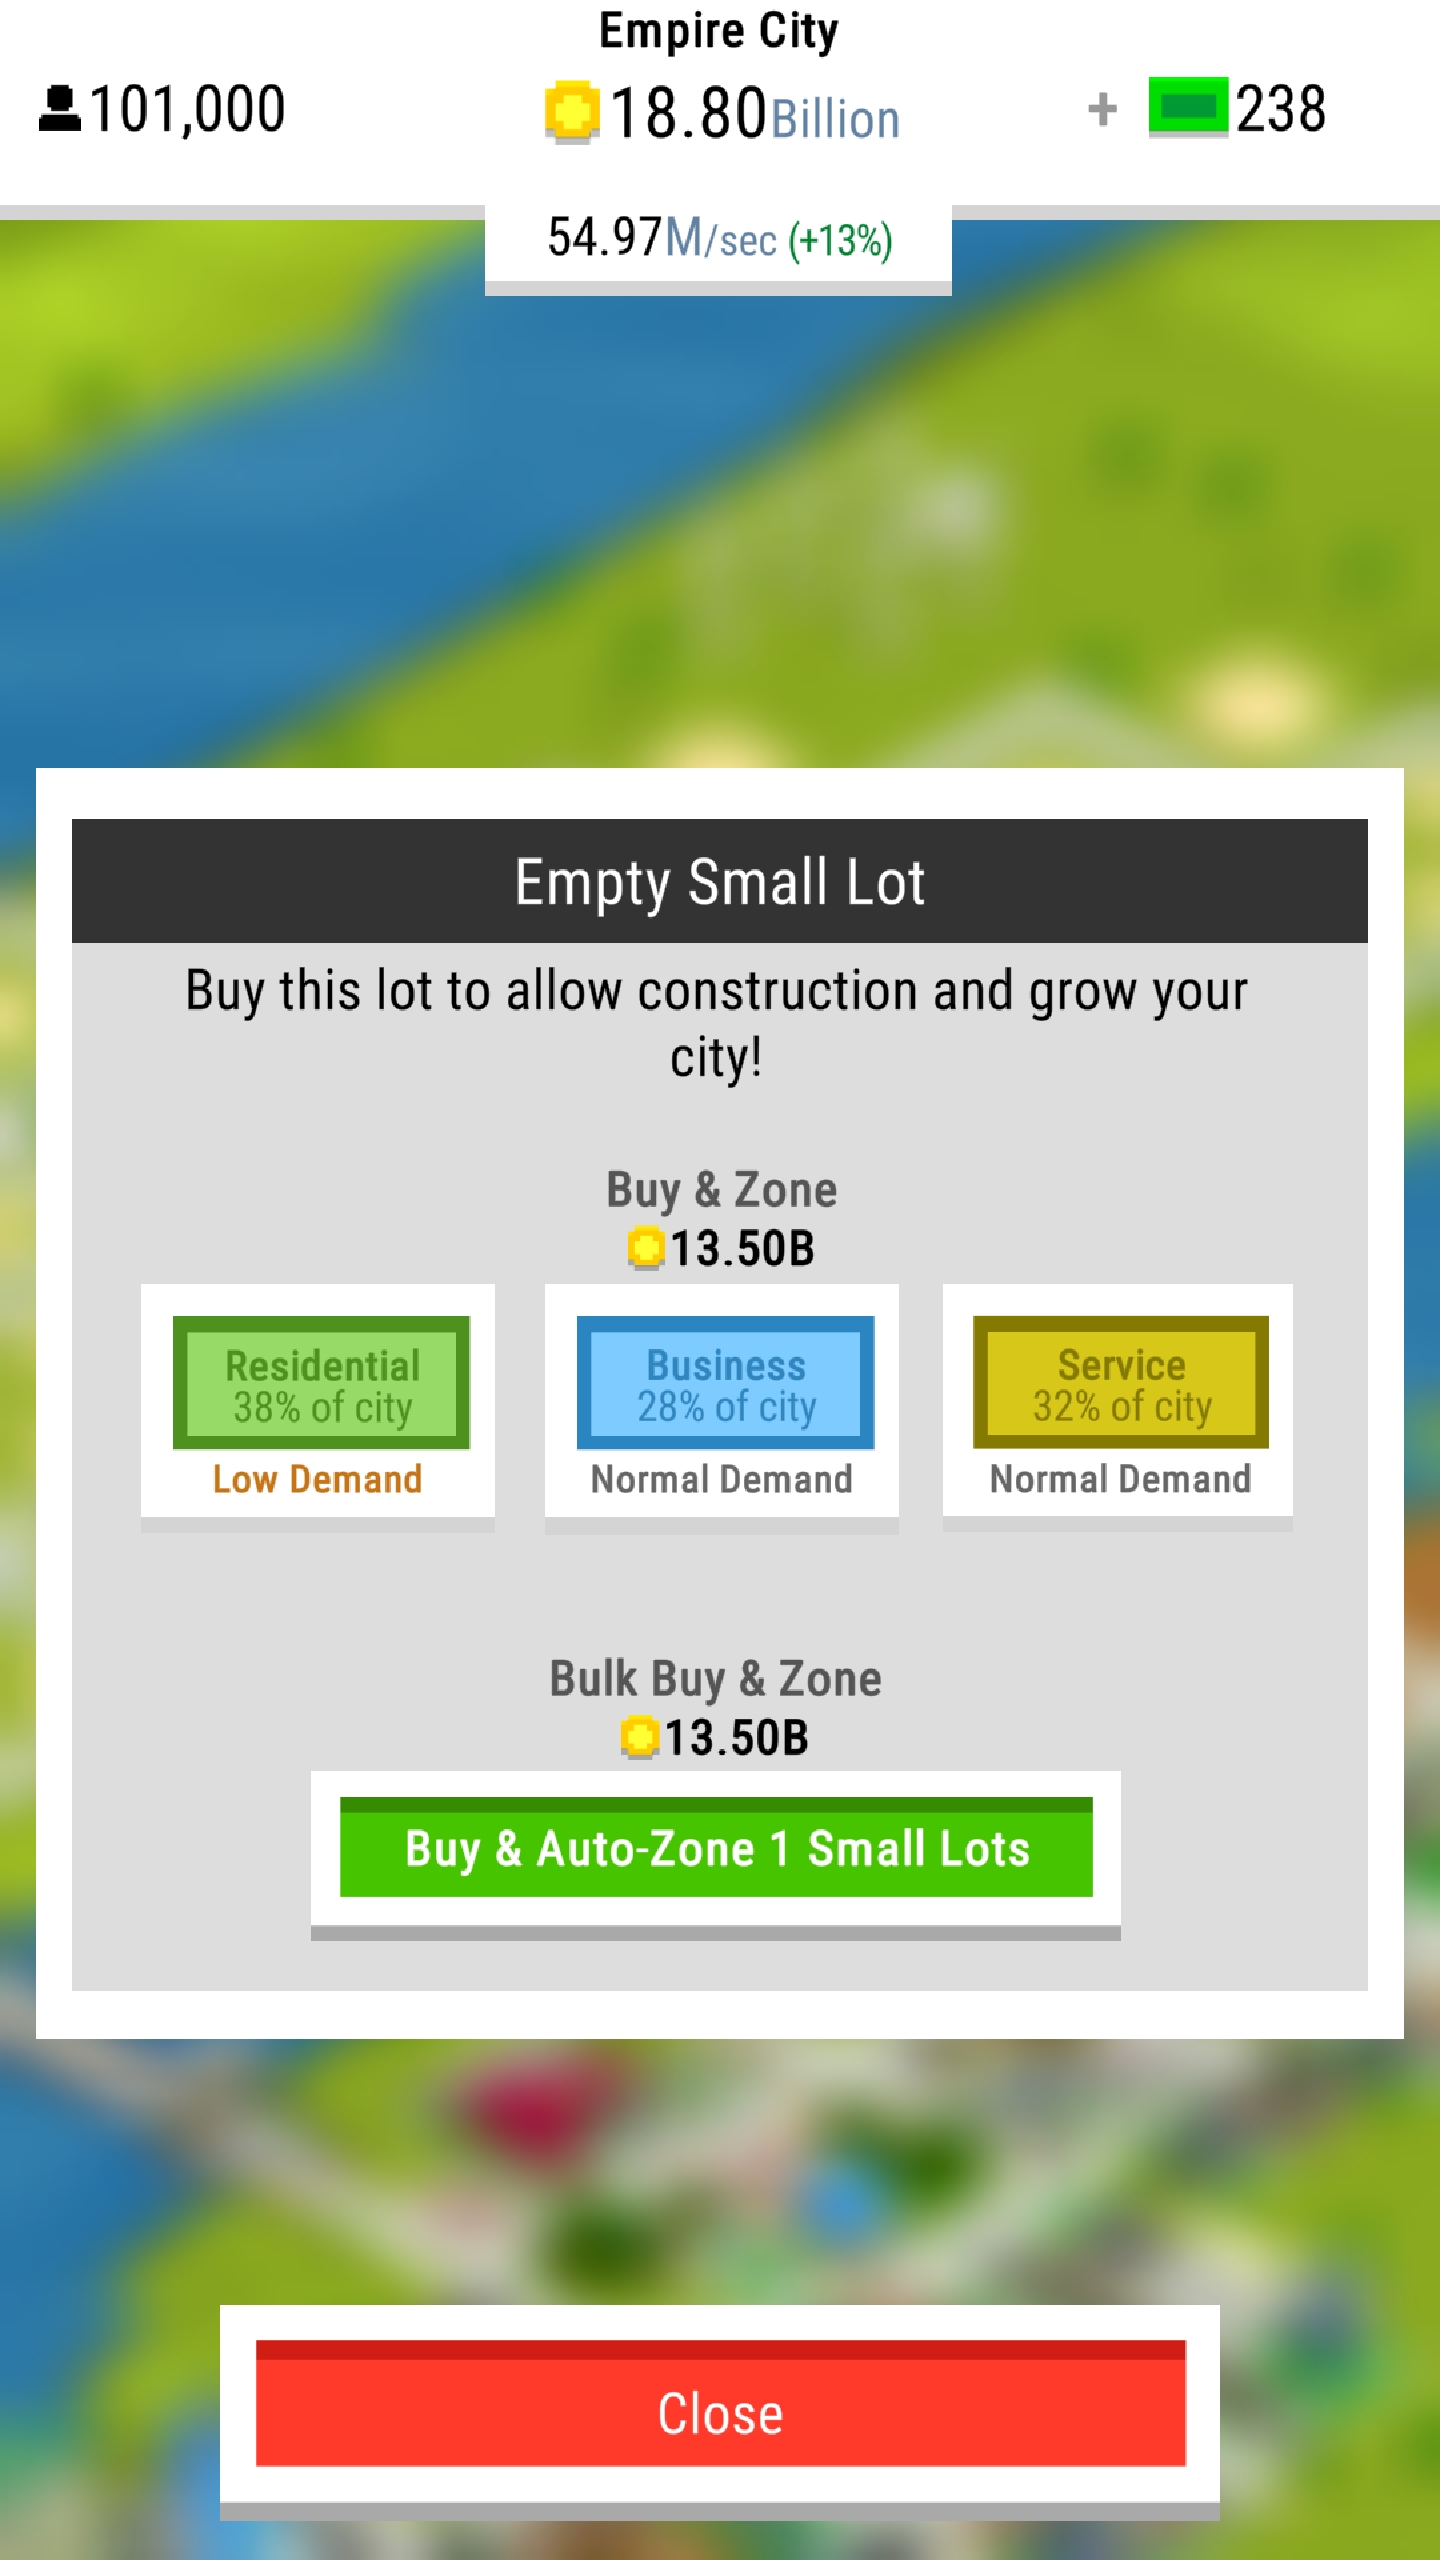 Empire City
101,000
18.80Billion
+ 238
54.97M/sec (+13%)
Empty Small Lot
Buy this lot to allow construction and grow your
city!
Buy & Zone
13.50B
Residential
38% of city
Low Demand
Business
28% of city
Normal Demand
Service
32% of city
Normal Demand
Bulk Buy & Zone
13.50B
Buy & Auto-Zone 1 Small Lots
Close